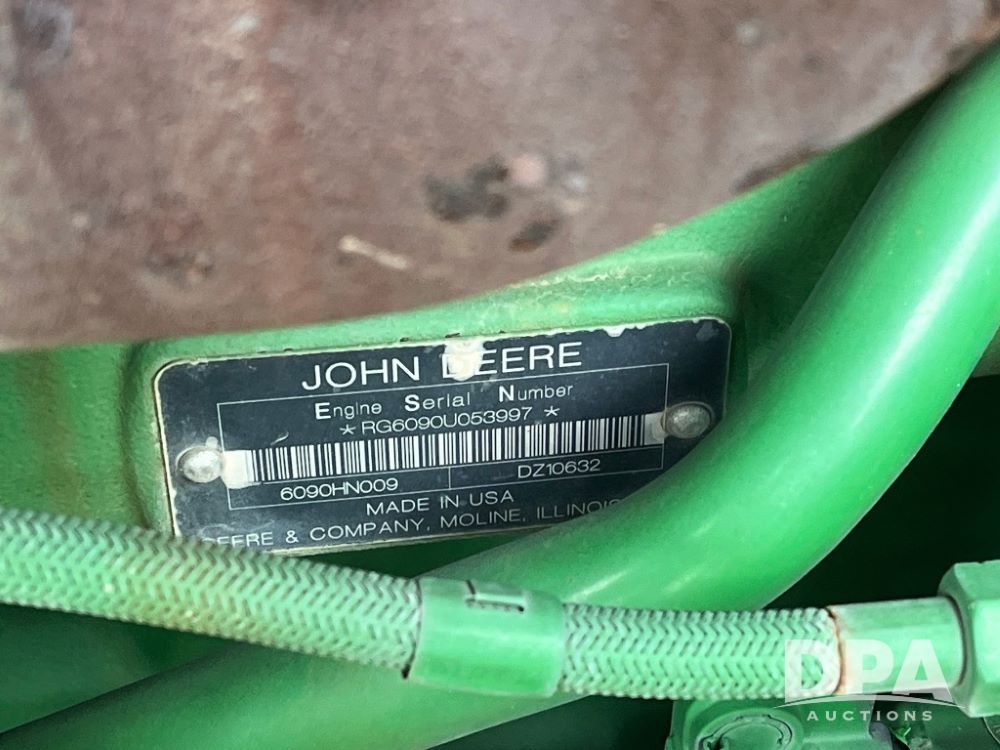 JOHN DEERE
Engine Serial Number
* RG6090U053997 *
6090HN009 DZ10632
MADE IN USA
DEERE & COMPANY, MOLINE, ILLINOIS
DPA
AUCTIONS